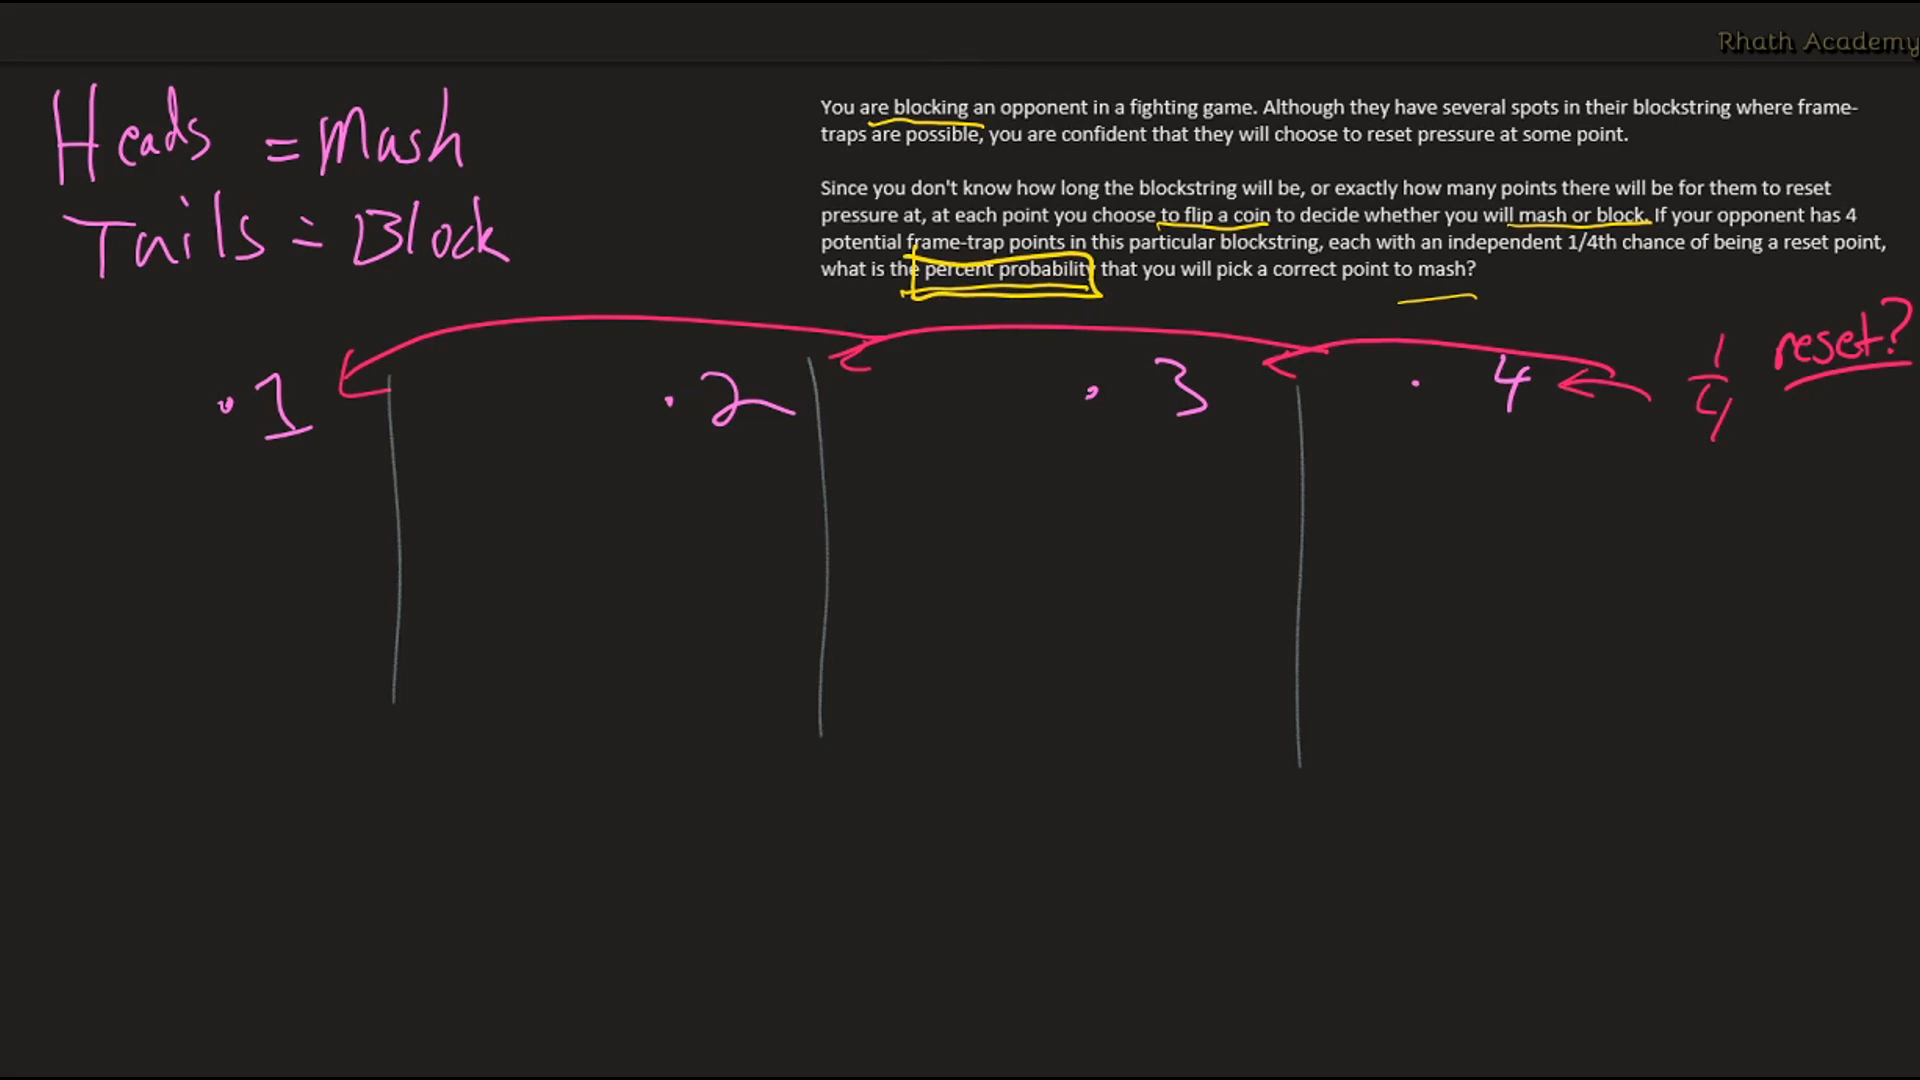 Rhath Academy
Heads = Mash
Tails = Block
You are blocking an opponent in a fighting game. Although they have several spots in their blockstring where frame-
traps are possible, you are confident that they will choose to reset pressure at some point.
Since you don't know how long the blockstring will be, or exactly how many points there will be for them to reset
pressure at, at each point you choose to flip a coin to decide whether you will mash or block. If your opponent has 4
potential frame-trap points in this particular blockstring, each with an independent 1/4th chance of being a reset point,
what is the percent probability that you will pick a correct point to mash?
· 1 · 2 · 3 · 4 1/4 reset?